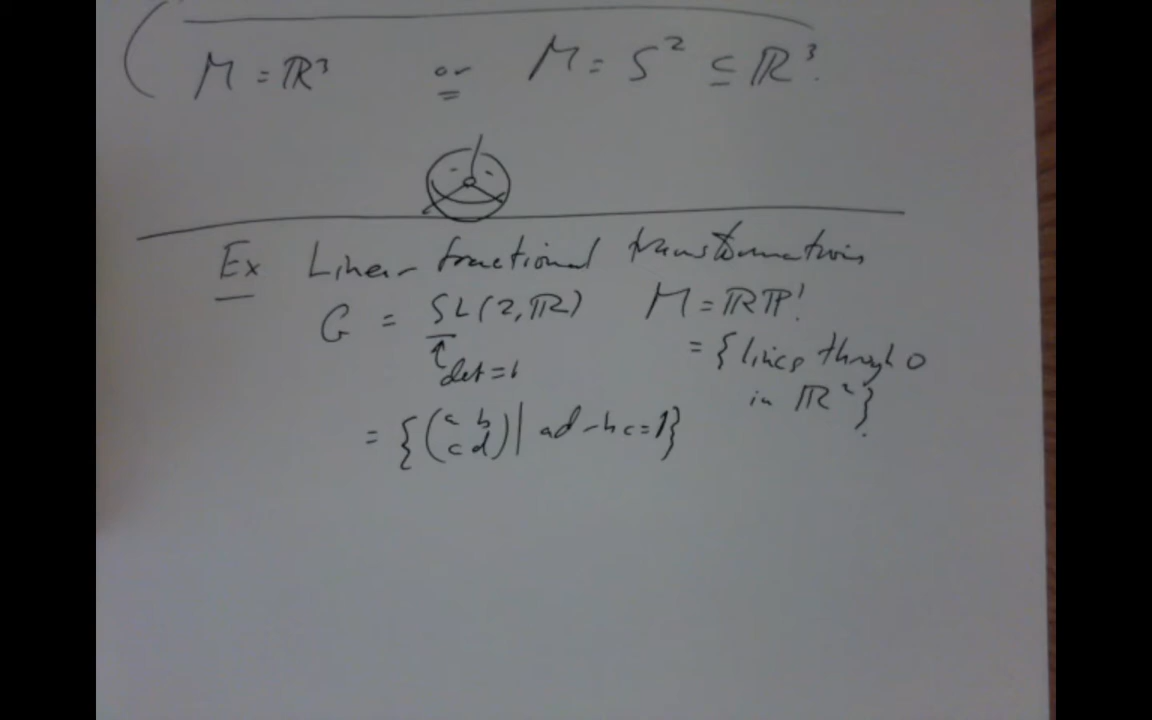 M = ℝ³ or M = S² ⊆ ℝ³.
Ex Linear fractional transformations
G = SL(2, ℝ) M = ℝℙ¹.
= {lines through 0
det = 1
in ℝ²}.
= {(a b c d) | ad - bc = 1}